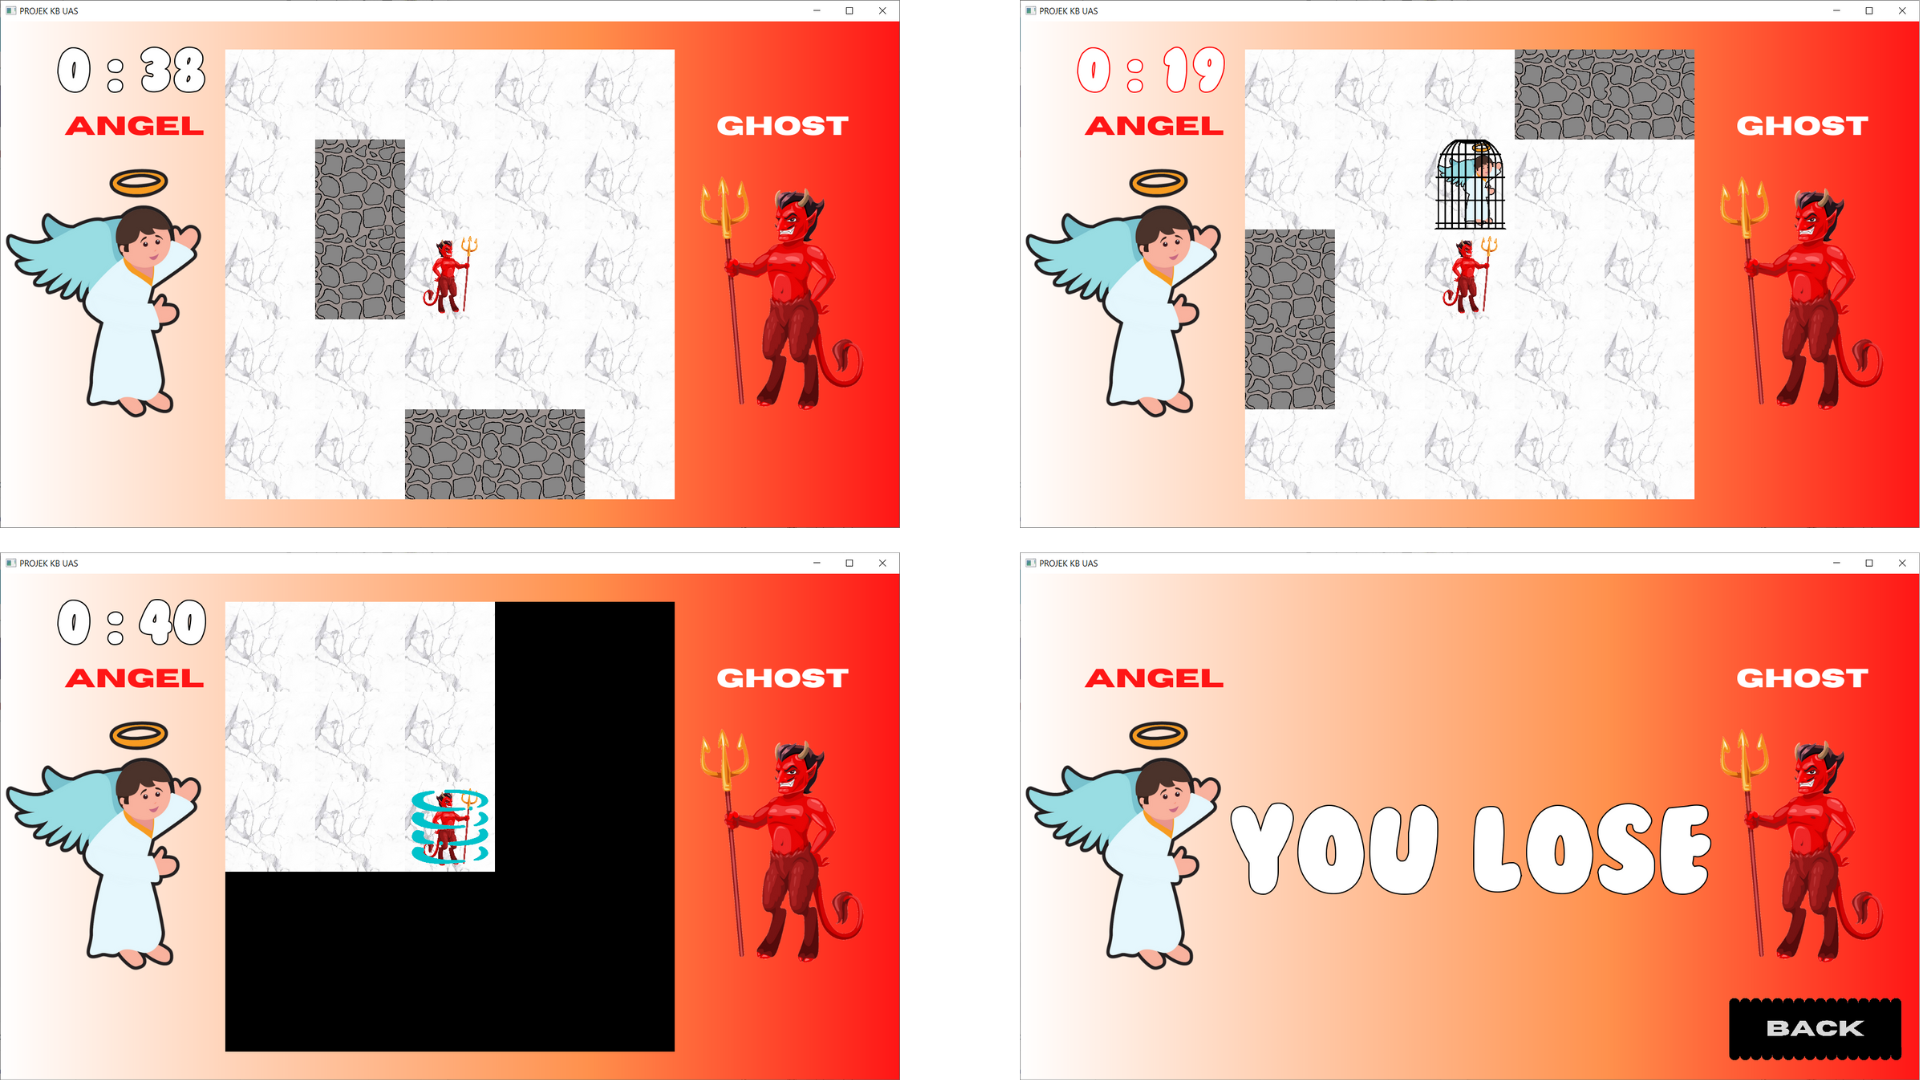 PROJEK KB UAS
0 : 38
ANGEL
GHOST
PROJEK KB UAS
0 : 19
ANGEL
GHOST
PROJEK KB UAS
0 : 40
ANGEL
GHOST
PROJEK KB UAS
ANGEL
GHOST
YOU LOSE
BACK